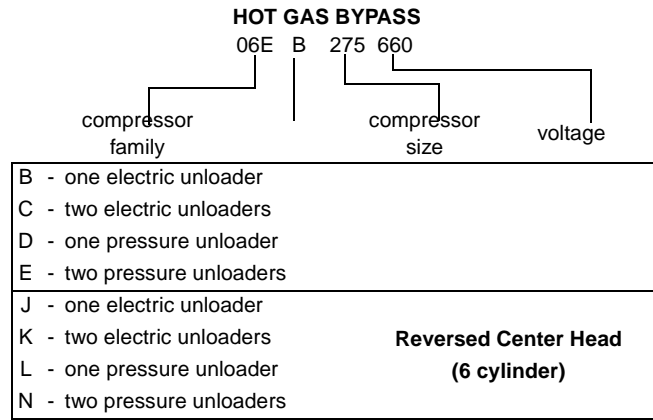 HOT GAS BYPASS
06E B 275 660
compressor family
compressor size
voltage
B - one electric unloader
C - two electric unloaders
D - one pressure unloader
E - two pressure unloaders
J - one electric unloader
K - two electric unloaders
L - one pressure unloader
N - two pressure unloaders
Reversed Center Head
(6 cylinder)